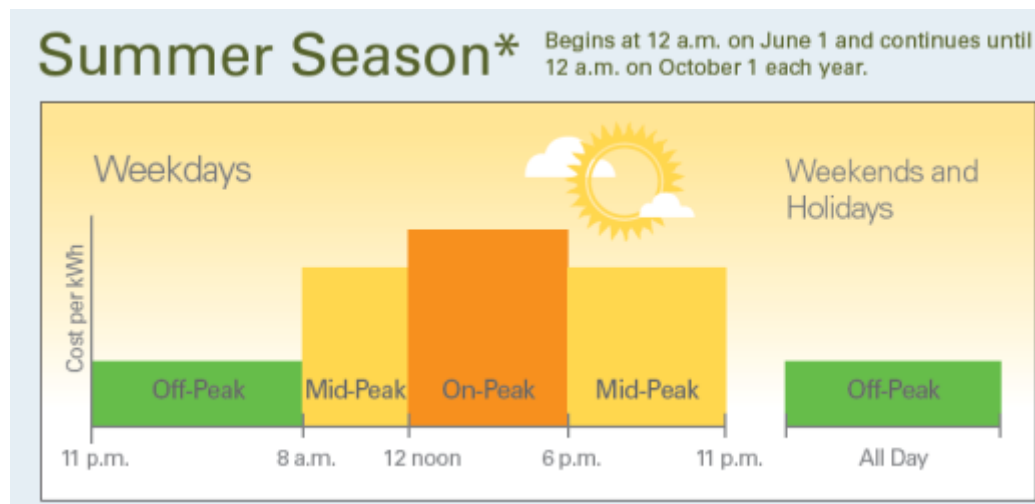 Summer Season*
Begins at 12 a.m. on June 1 and continues until
12 a.m. on October 1 each year.
Weekdays
Weekends and
Holidays
Cost per kWh
Off-Peak
Mid-Peak
On-Peak
Mid-Peak
Off-Peak
11 p.m.
8 a.m.
12 noon
6 p.m.
11 p.m.
All Day